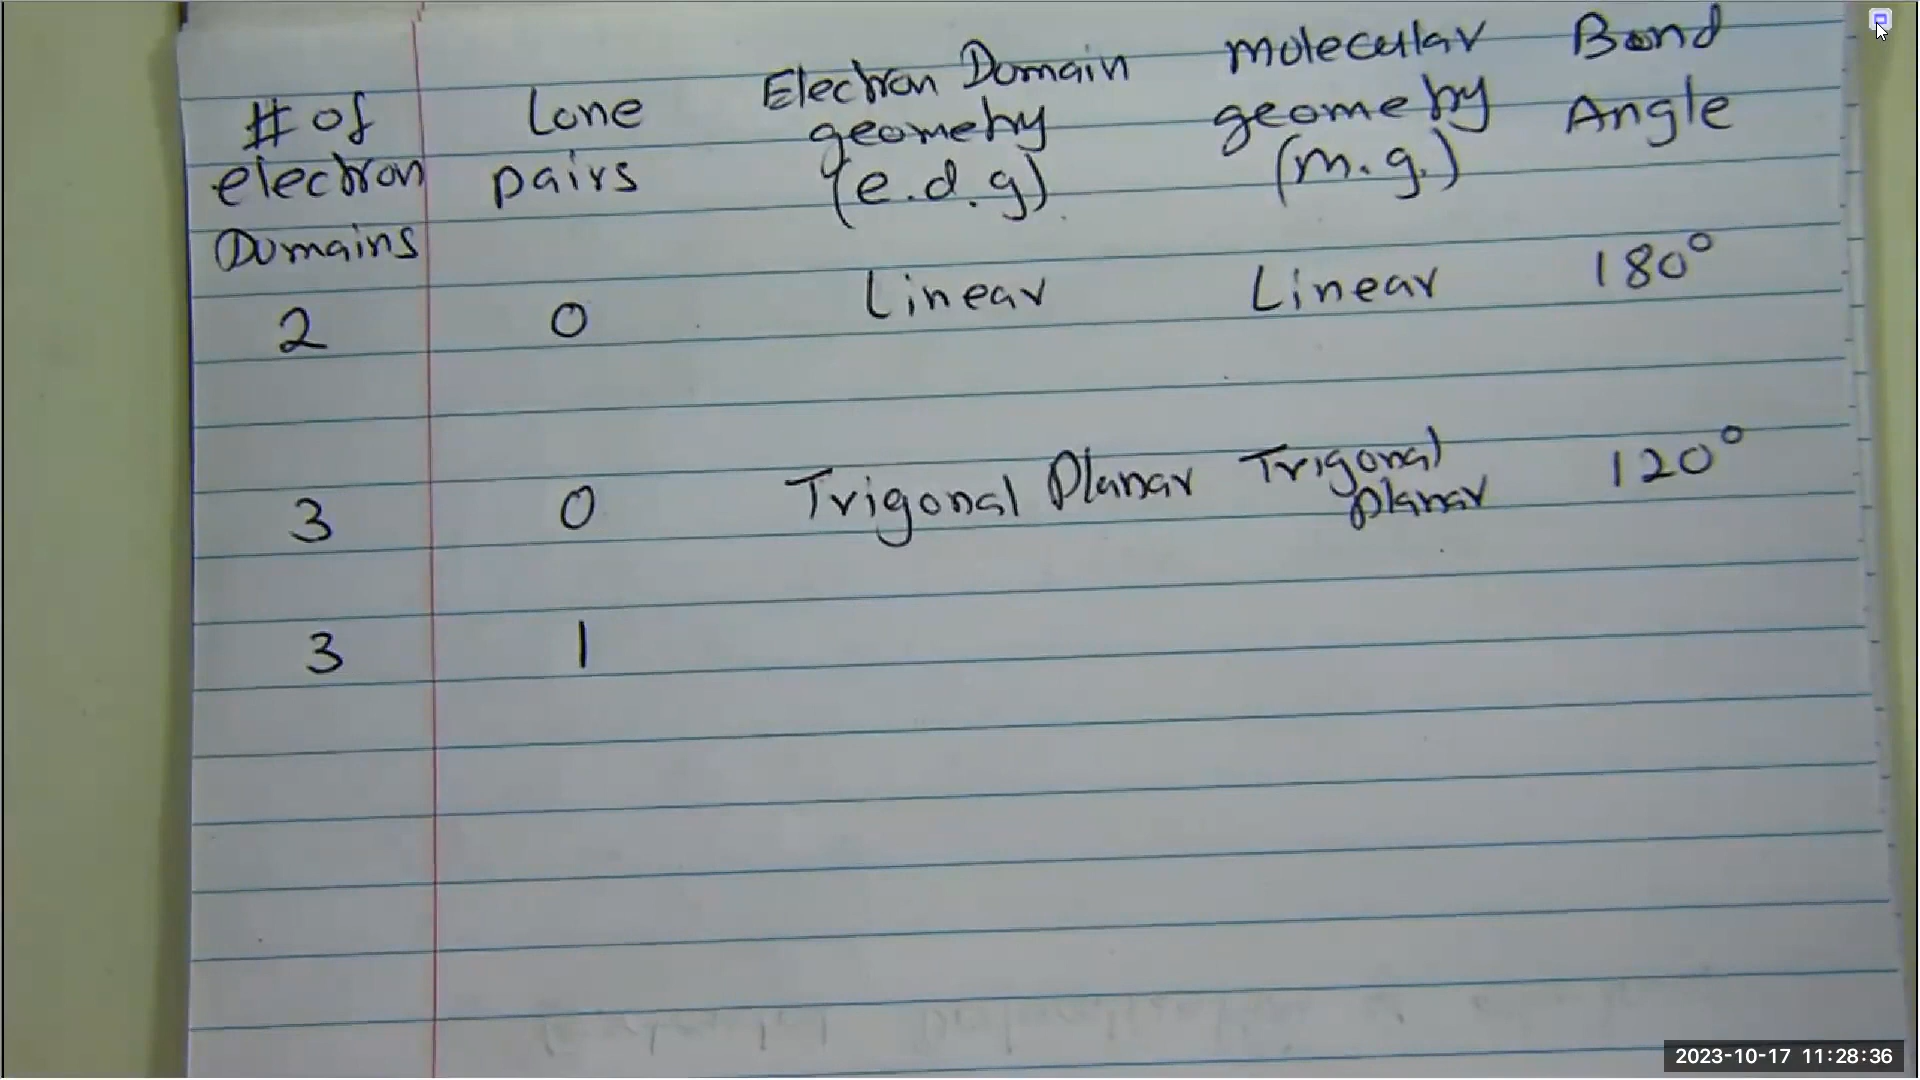 # of electron Domains
Lone pairs
Electron Domain geometry (e.d.g)
molecular geometry (m.g.)
Bond Angle
2 0 Linear Linear 180°
3 0 Trigonal Planar Trigonal planar 120°
3 1
2023-10-17 11:28:36